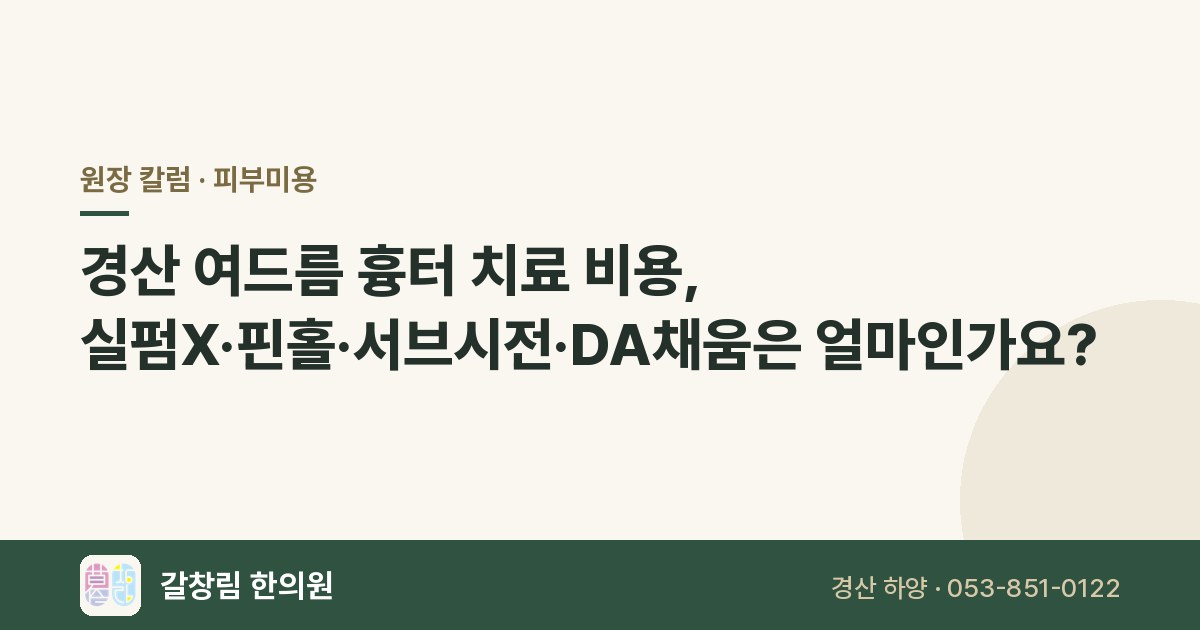 원장 칼럼 · 피부미용
경산 여드름 흉터 치료 비용,
실펌X·핀홀·서브시전·DA채움은 얼마인가요?
갈창림 한의원
경산 하양 · 053-851-0122